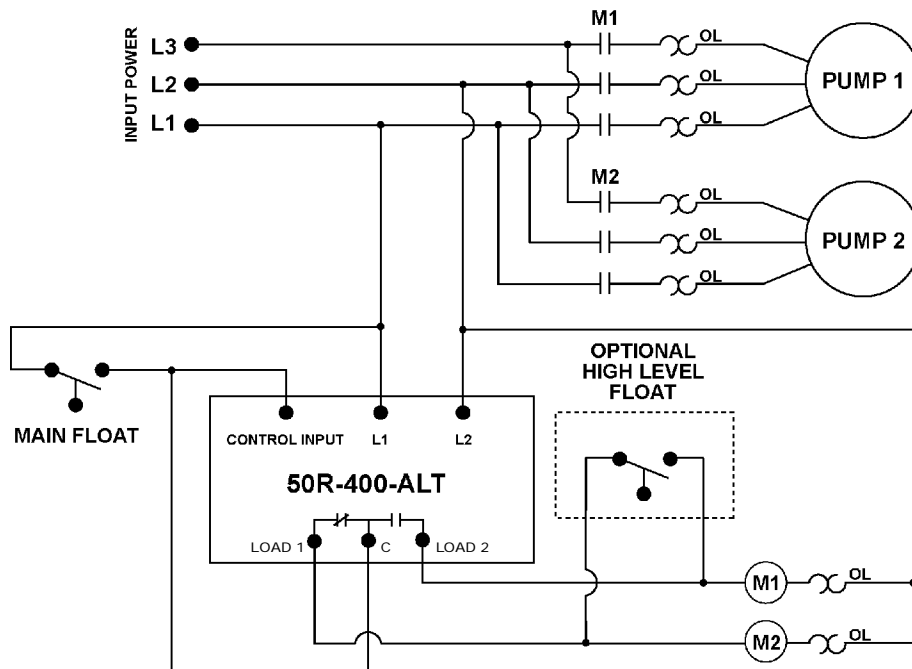 INPUT POWER
L3
L2
L1
M1
OL
OL
OL
PUMP 1
M2
OL
OL
OL
PUMP 2
MAIN FLOAT
OPTIONAL
HIGH LEVEL
FLOAT
CONTROL INPUT L1 L2
50R-400-ALT
LOAD 1 C LOAD 2
M1 OL
M2 OL